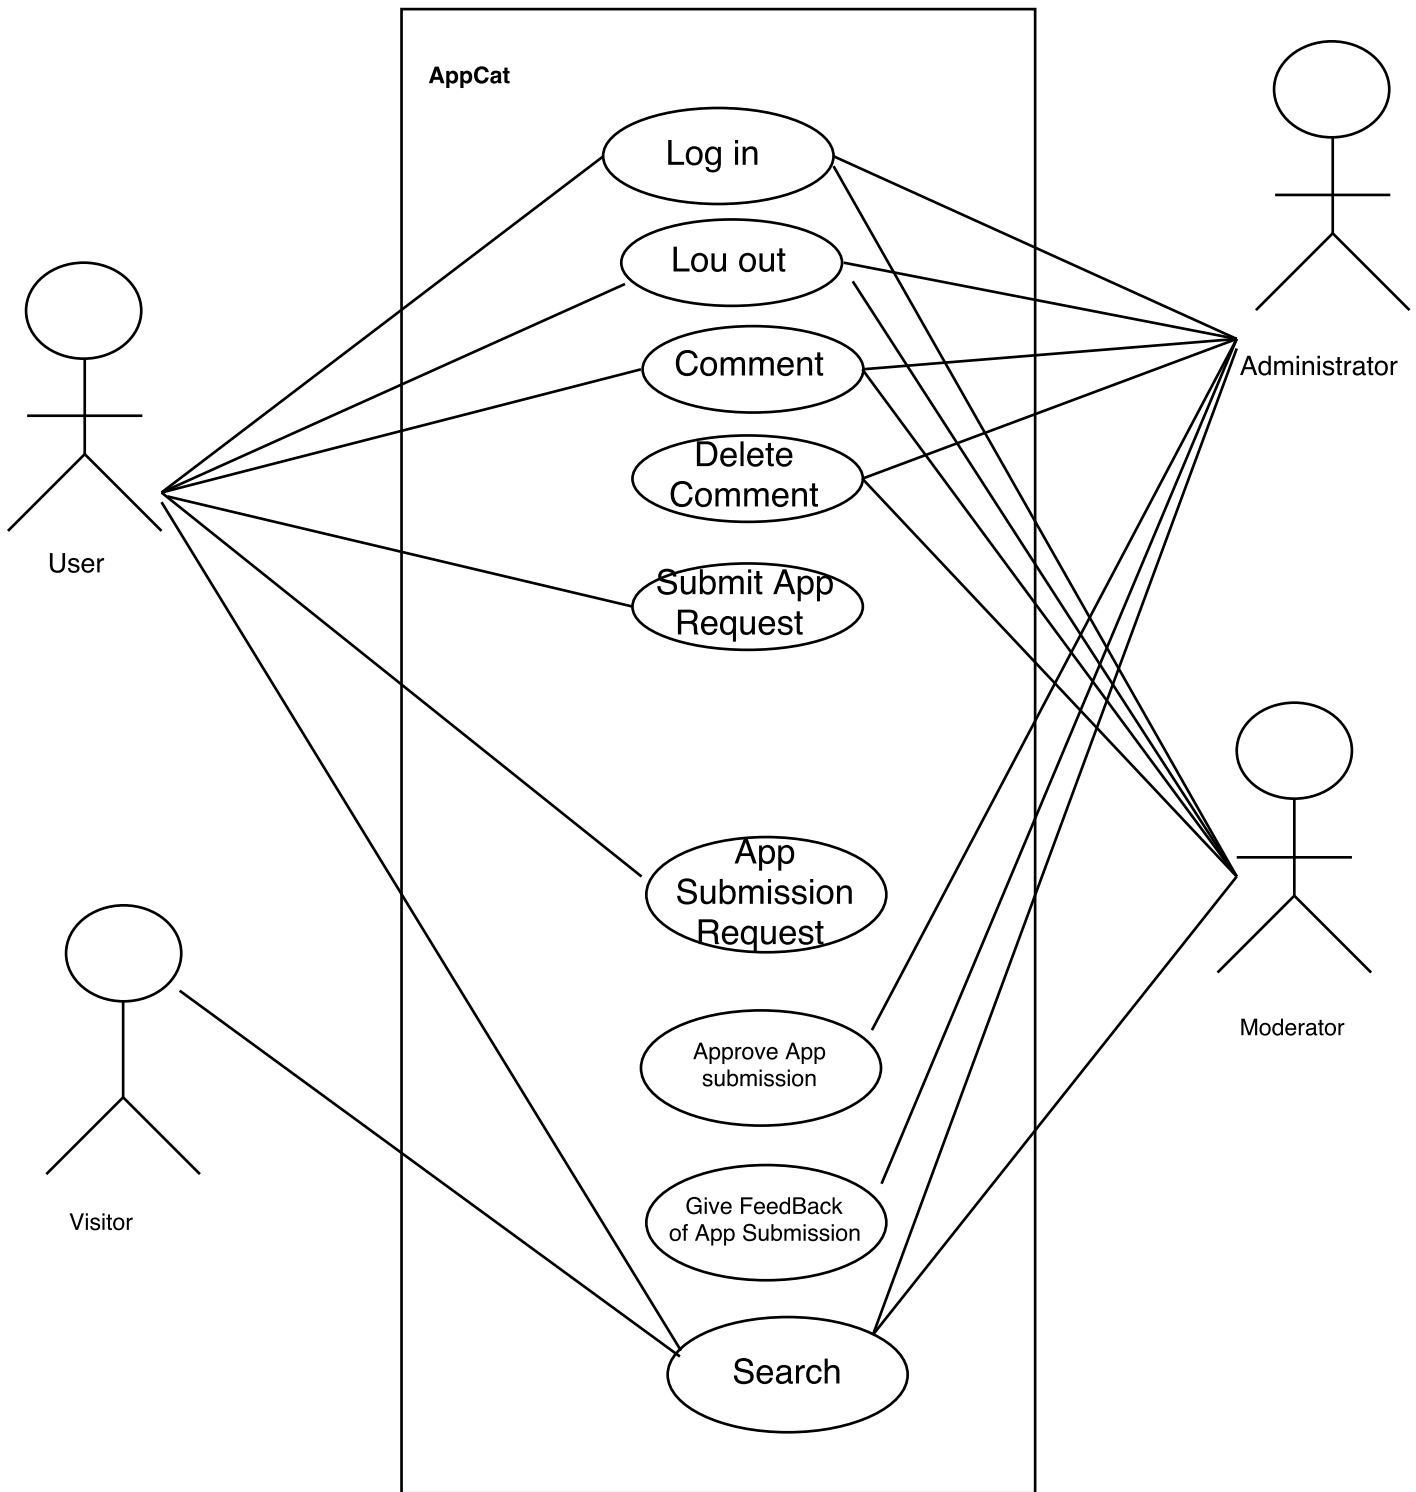 AppCat
Log in
Lou out
Comment
Administrator
Delete
Comment
User
Submit App
Request
App
Submission
Request
Moderator
Approve App
submission
Visitor
Give FeedBack
of App Submission
Search